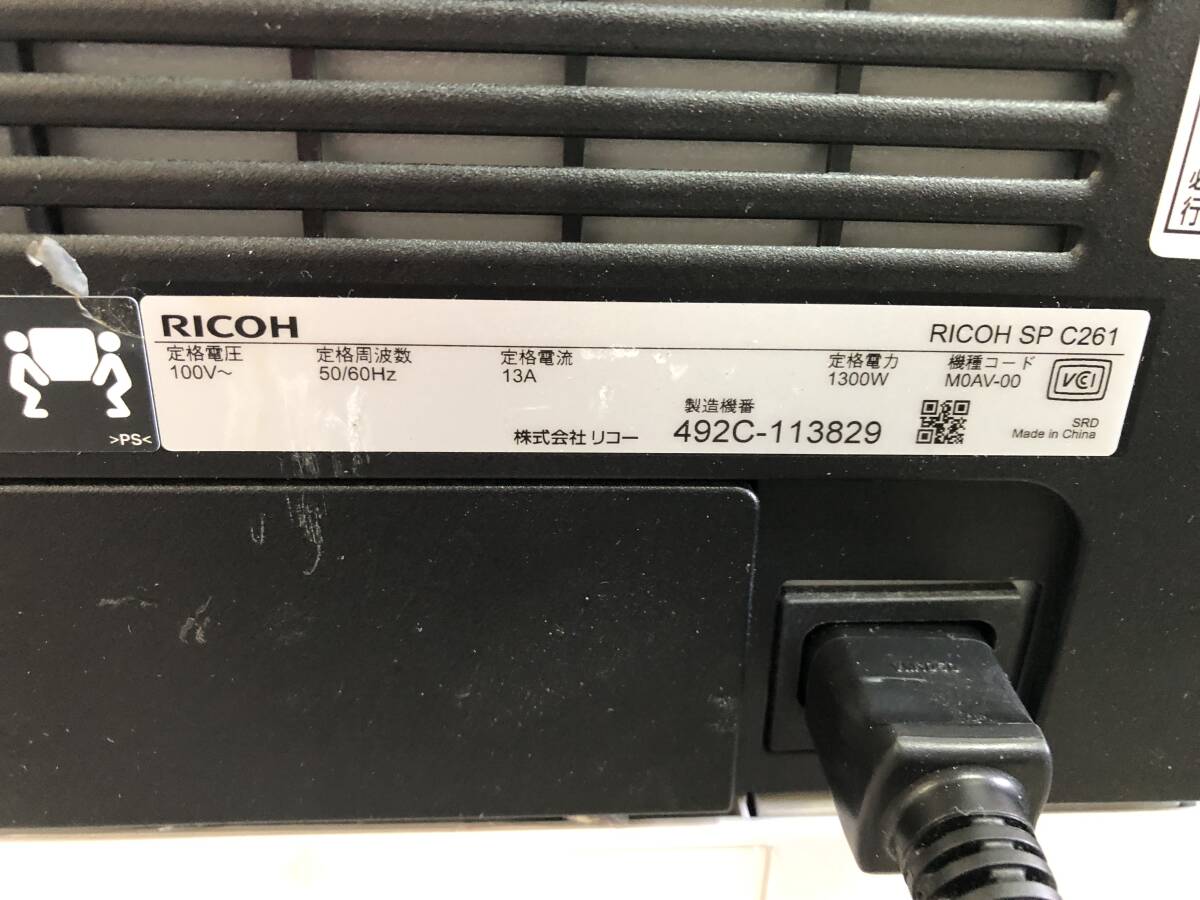 RICOH
RICOH SP C261
定格電圧 定格周波数 定格電流 定格電力 機種コード
100V～ 50/60Hz 13A 1300W M0AV-00
VCI
製造機番
株式会社リコー 492C-113829
SRD
Made in China
>PS<
必
行